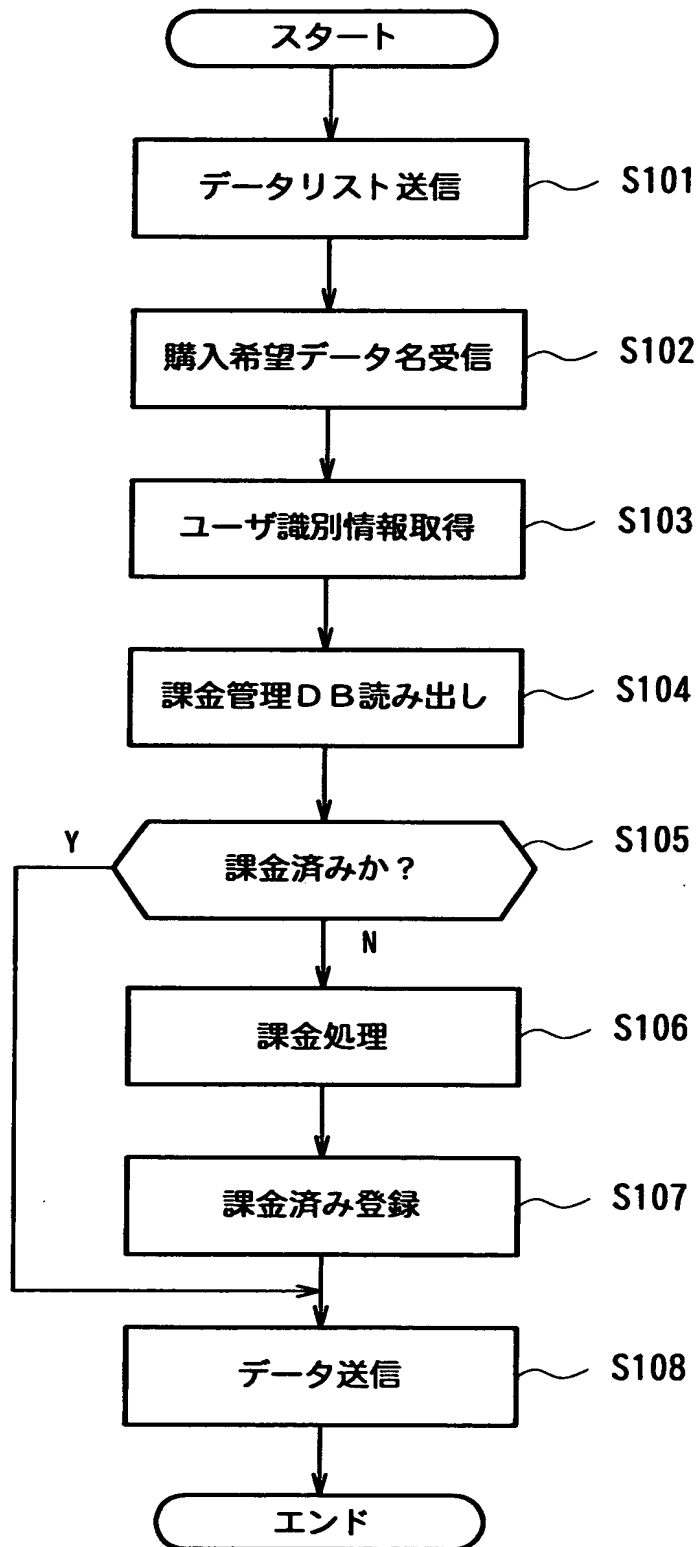 スタート
データリスト送信
S101
購入希望データ名受信
S102
ユーザ識別情報取得
S103
課金管理DB読み出し
S104
課金済みか?
S105
Y
N
課金処理
S106
課金済み登録
S107
データ送信
S108
エンド